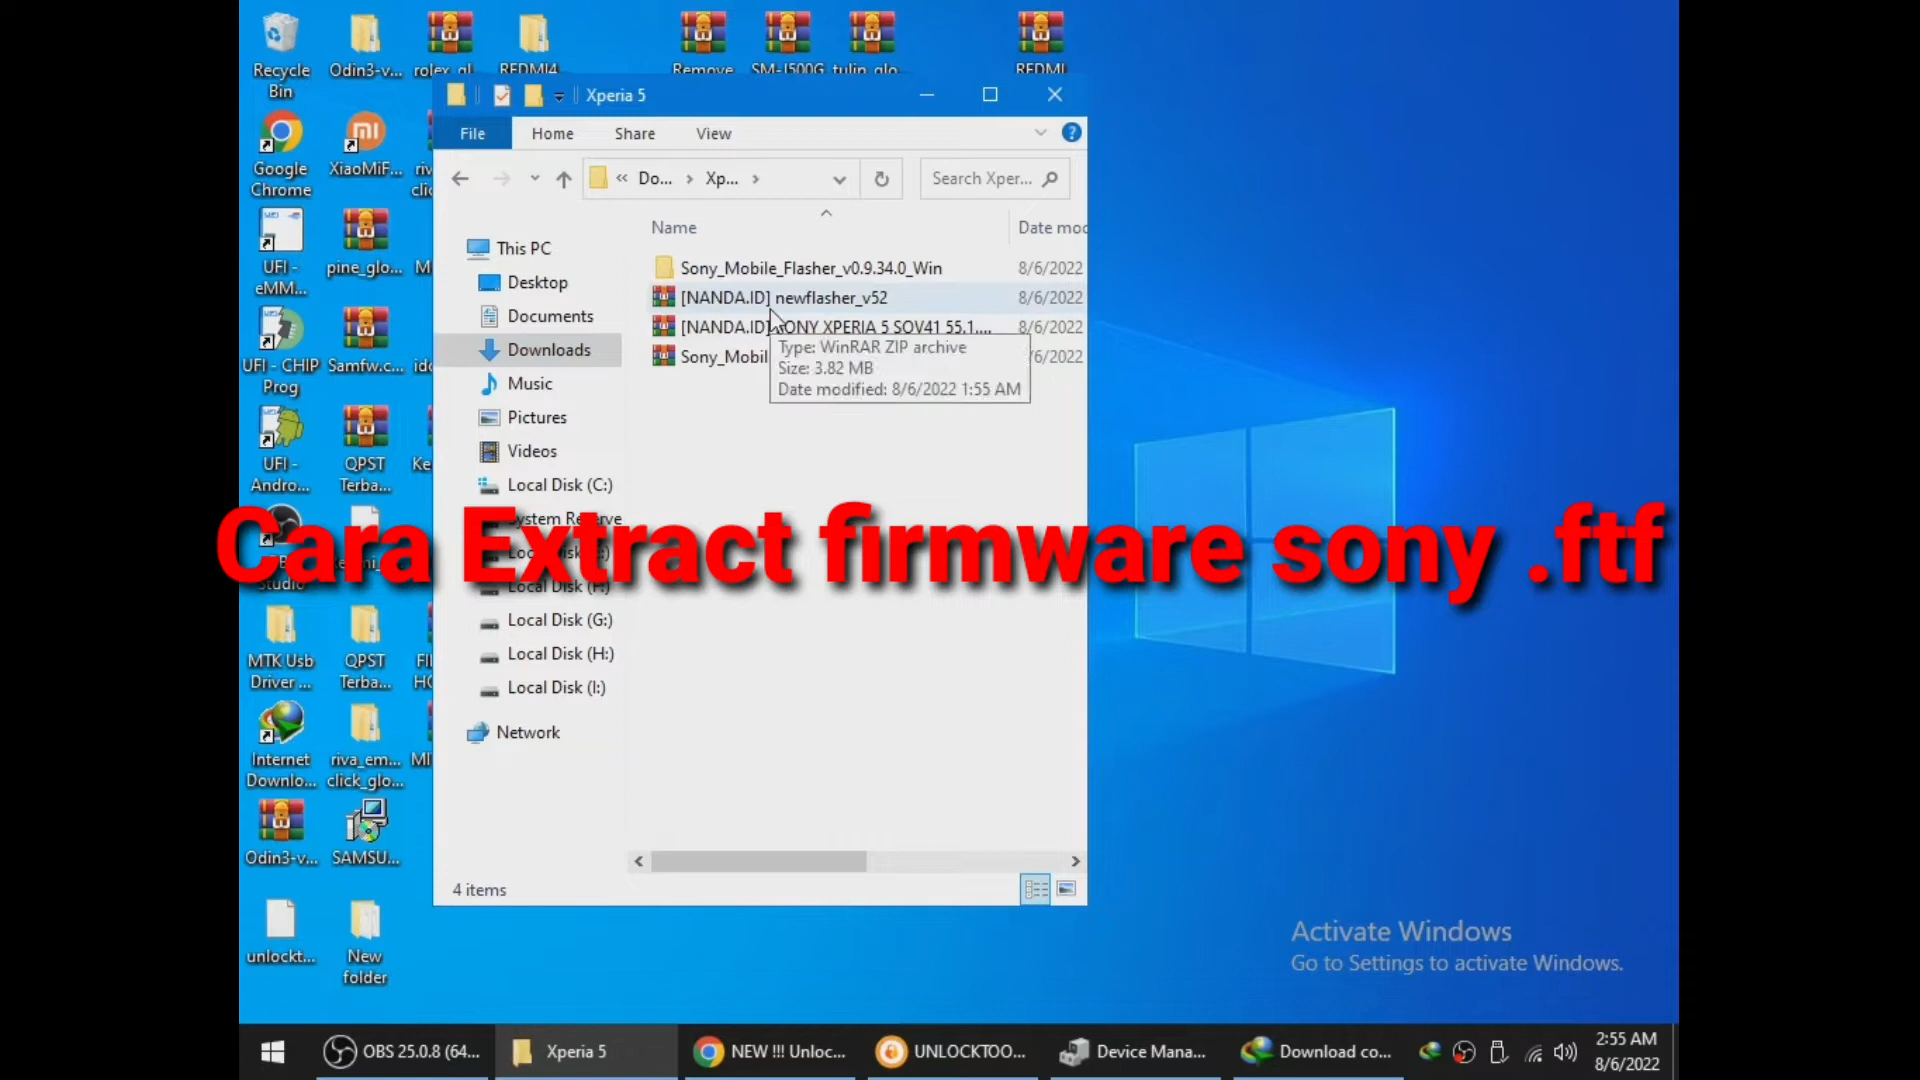 Recycle
Bin
Odin3-v...
REDMI4
Remove
SM-J500G
tulip_glo...
REDMI
Google
Chrome
XiaoMiF...
UFI -
eMM...
pine_glo...
UFI - CHIP
Prog
Samfw.c...
UFI -
Andro...
QPST
Terba...
Studio
MTK Usb
Driver ...
QPST
Terba...
Internet
Downlo...
riva_em...
click_glo...
Odin3-v...
SAMSU...
unlockt...
New
folder
Xperia 5
File
Home
Share
View
Do...
Xp...
Search Xper...
Name
This PC
Desktop
Documents
Downloads
Music
Pictures
Videos
Local Disk (C:)
System Reserve
Local Disk (G:)
Local Disk (H:)
Local Disk (I:)
Network
Sony_Mobile_Flasher_v0.9.34.0_Win 8/6/2022
[NANDA.ID] newflasher_v52 8/6/2022
[NANDA.ID] SONY XPERIA 5 SOV41 55.1.... 8/6/2022
Type: WinRAR ZIP archive
Size: 3.82 MB
Date modified: 8/6/2022 1:55 AM
Cara Extract firmware sony .ftf
4 items
Activate Windows
Go to Settings to activate Windows.
OBS 25.0.8 (64...
Xperia 5
NEW !!! Unloc...
UNLOCKTOO...
Device Mana...
Download co...
2:55 AM
8/6/2022